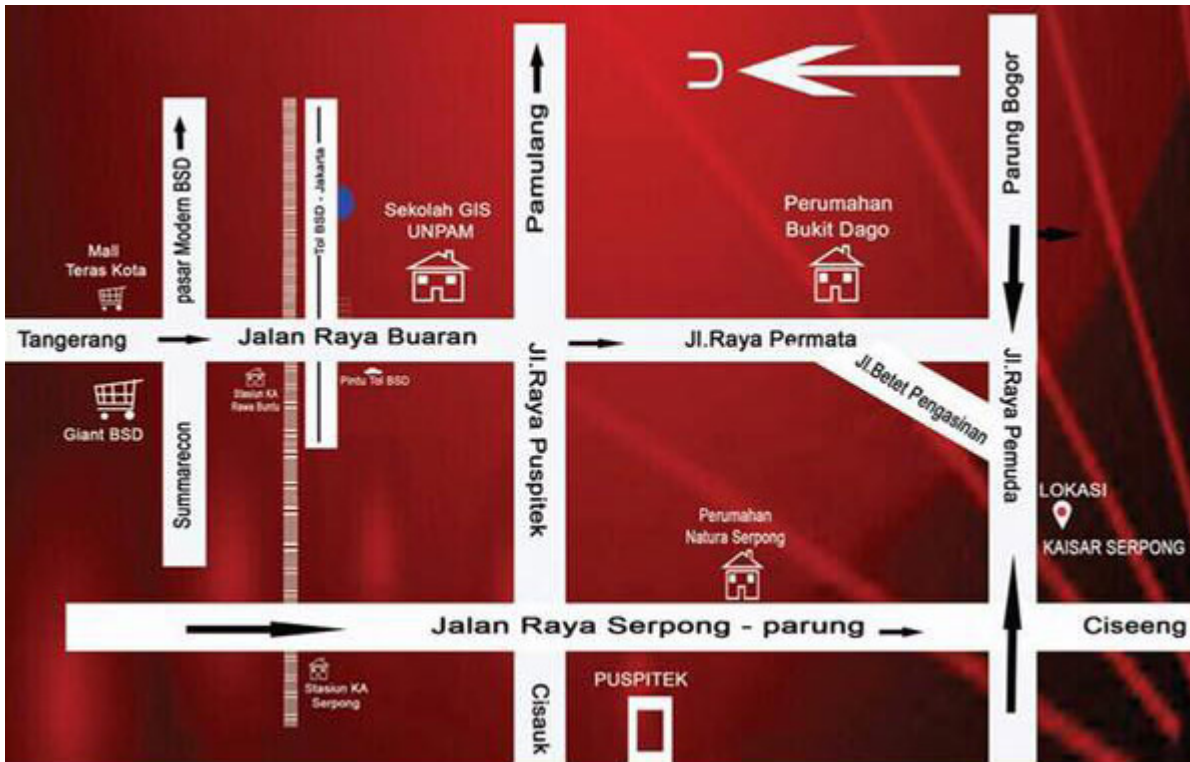 Parung Bogor
Pamulang
pasar Modern BSD
Tol BSD - Jakarta
Sekolah GIS
UNPAM
Perumahan
Bukit Dago
Mall
Teras Kota
Tangerang
Jalan Raya Buaran
Jl.Raya Permata
Jl.Betet Pengasinan
Jl.Raya Puspitek
Jl.Raya Pemuda
Stasiun KA
Rawa Buntu
Pintu Tol BSD
Giant BSD
Summarecon
LOKASI
KAISAR SERPONG
Perumahan
Natura Serpong
Jalan Raya Serpong - parung
Ciseeng
Stasiun KA
Serpong
Cisauk
PUSPITEK